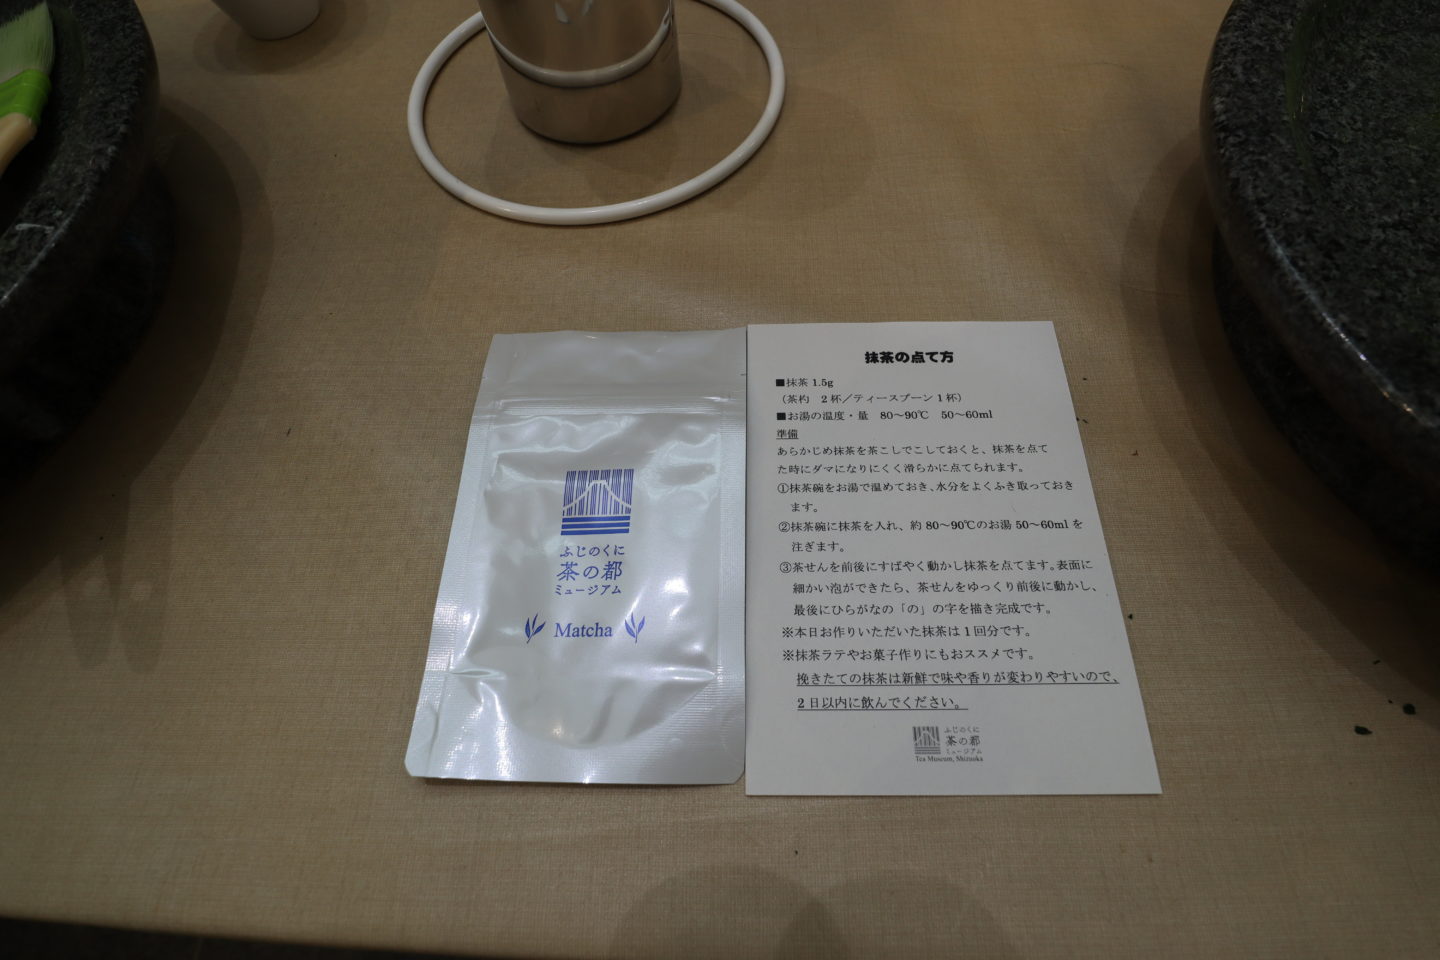 ふじのくに
茶の都
ミュージアム
Matcha
抹茶の点て方
■抹茶 1.5g
（茶杓 2杯／ティースプーン1杯）
■お湯の温度・量 80～90℃ 50～60ml
準備
あらかじめ抹茶を茶こしでこしておくと、抹茶を点て
た時にダマになりにくく滑らかに点てられます。
①抹茶碗をお湯で温めておき、水分をよくふき取っておき
ます。
②抹茶碗に抹茶を入れ、約 80～90℃のお湯 50～60ml を
注ぎます。
③茶せんを前後にすばやく動かし抹茶を点てます。表面に
細かい泡ができたら、茶せんをゆっくり前後に動かし、
最後にひらがなの「の」の字を描き完成です。
※本日お作りいただいた抹茶は1回分です。
※抹茶ラテやお菓子作りにもおススメです。
挽きたての抹茶は新鮮で味や香りが変わりやすいので、
2日以内に飲んでください。
ふじのくに
茶の都
ミュージアム
Tea Museum, Shizuoka